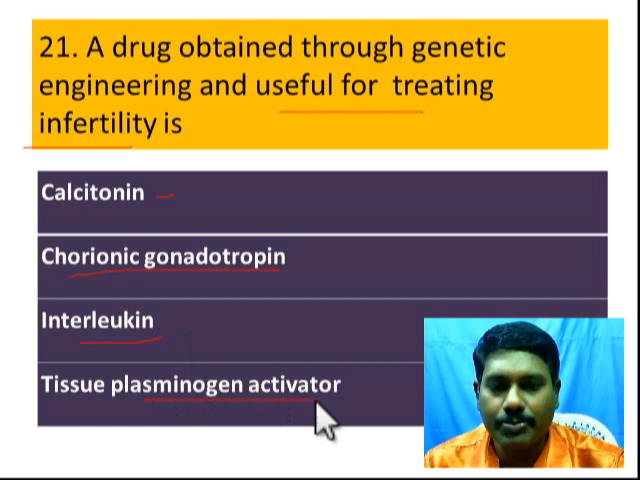 21. A drug obtained through genetic
engineering and useful for treating
infertility is
Calcitonin
Chorionic gonadotropin
Interleukin
Tissue plasminogen activator